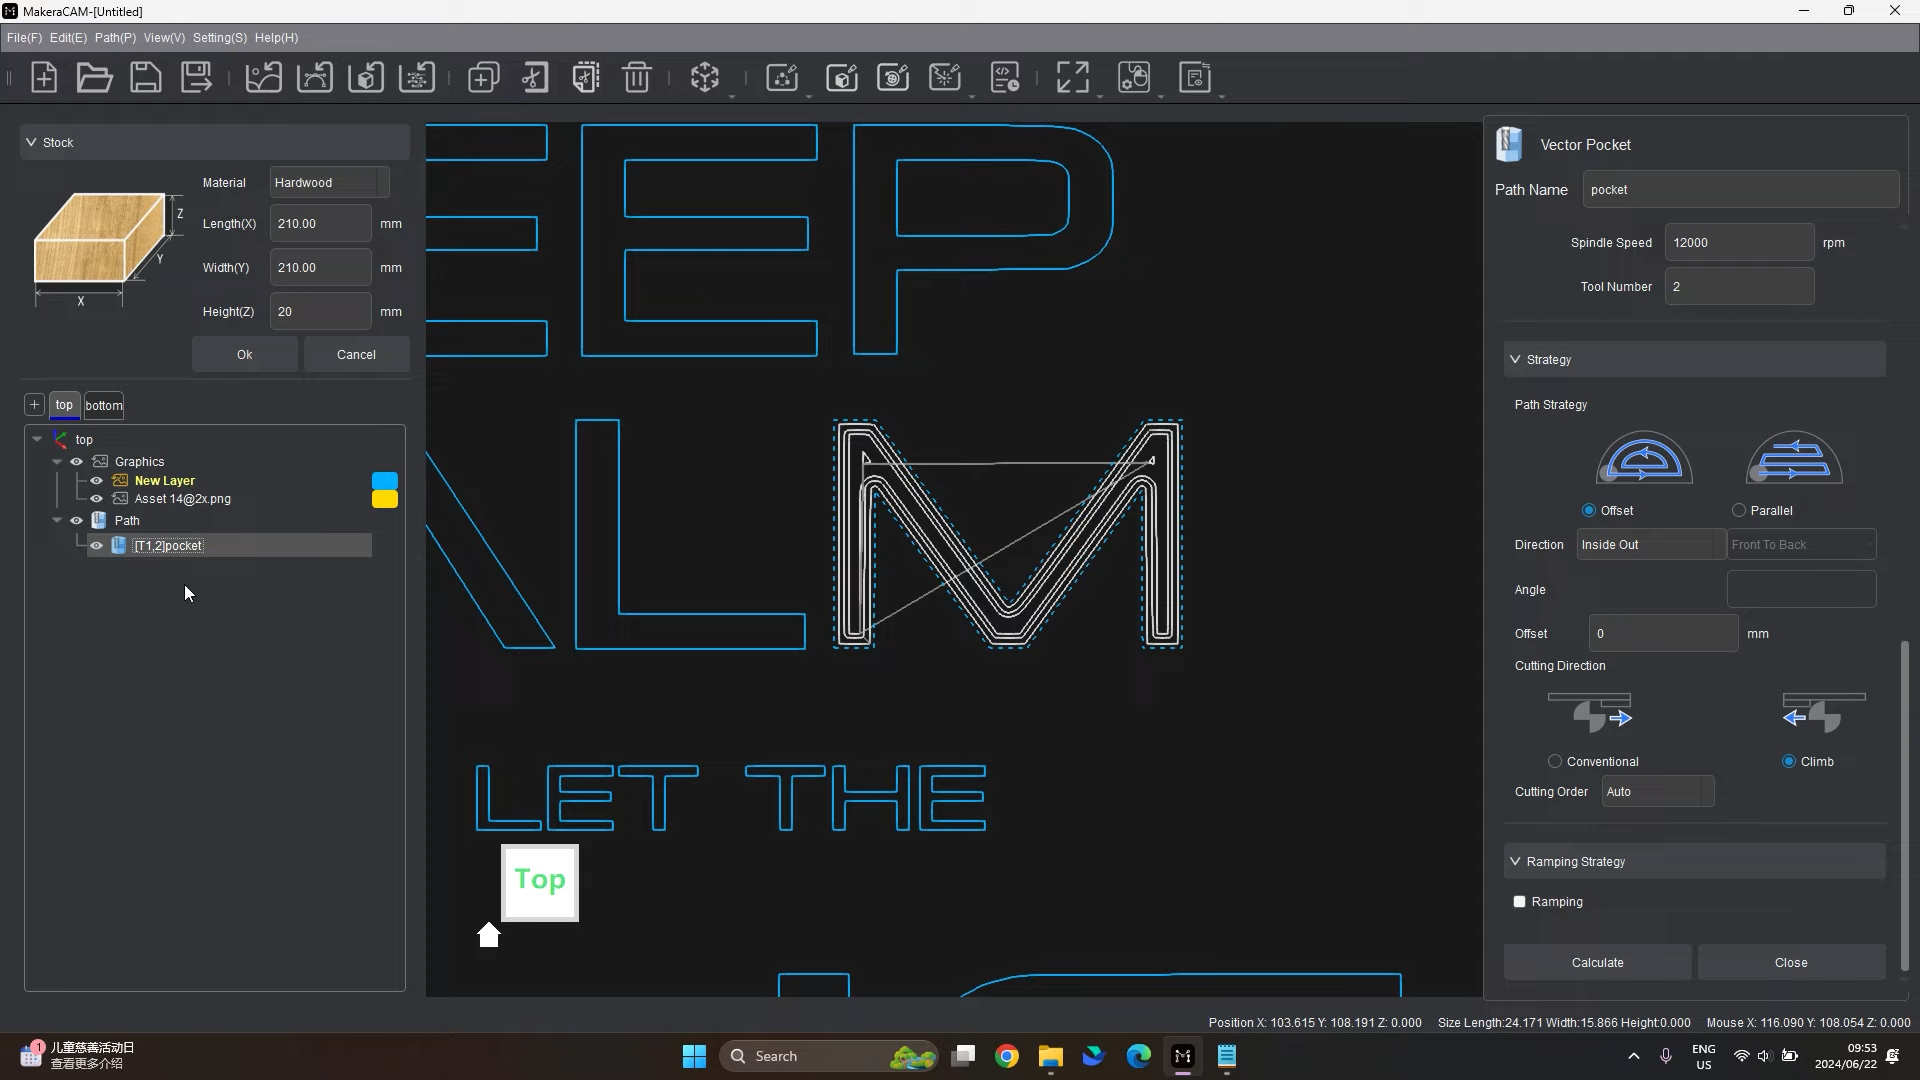 MakeraCAM-[Untitled]
File(F) Edit(E) Path(P) View(V) Setting(S) Help(H)
Stock
Material Hardwood
Length(X) 210.00 mm
Width(Y) 210.00 mm
Height(Z) 20 mm
Z
Y
X
Ok Cancel
+ top bottom
top
Graphics
New Layer
Asset 14@2x.png
Path
[T1,2]pocket
EEP
LM
LET THE
Top
Vector Pocket
Path Name pocket
Spindle Speed 12000 rpm
Tool Number 2
Strategy
Path Strategy
Offset Parallel
Direction Inside Out Front To Back
Angle
Offset 0 mm
Cutting Direction
Conventional Climb
Cutting Order Auto
Ramping Strategy
Ramping
Calculate Close
Position X: 103.615 Y: 108.191 Z: 0.000 Size Length:24.171 Width:15.866 Height:0.000 Mouse X: 116.090 Y: 108.054 Z: 0.000
1
儿童慈善活动日
查看更多介绍
Search
ENG
US
09:53
2024/06/22